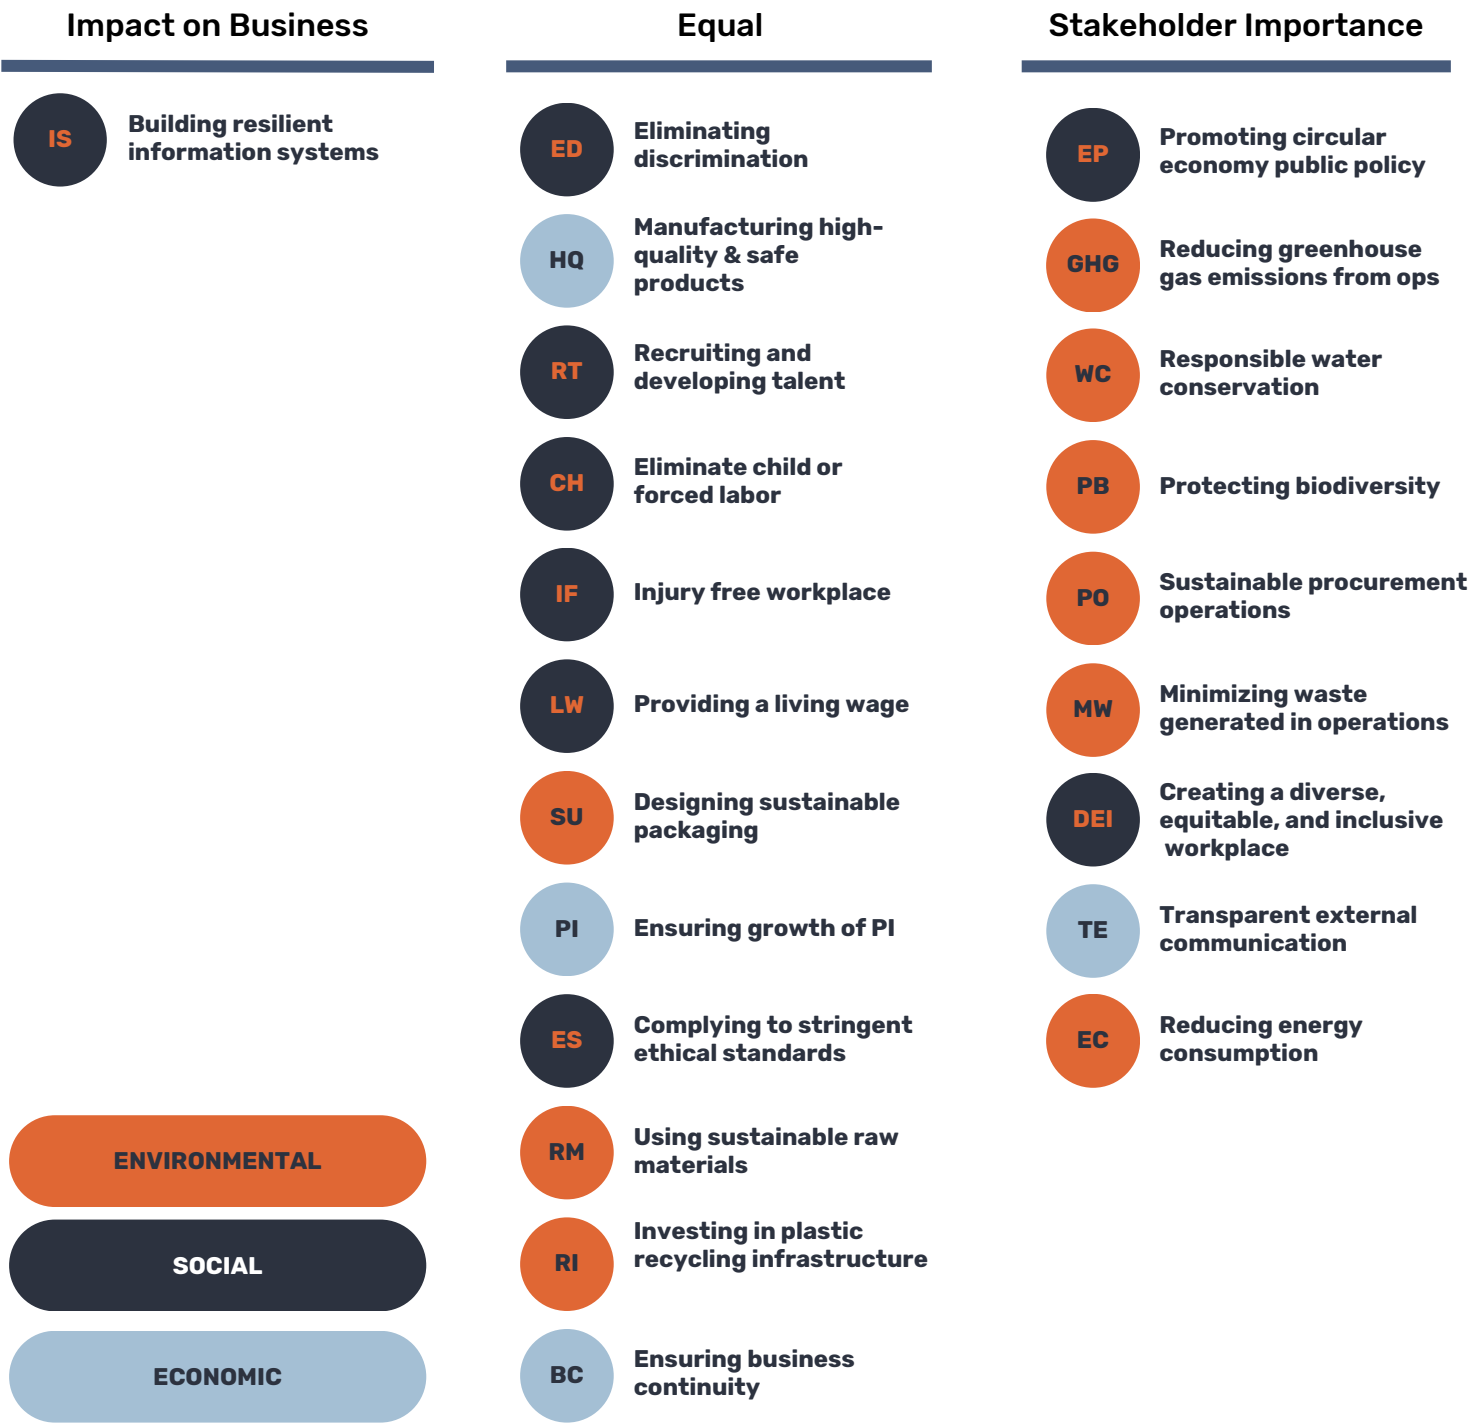 Impact on Business
IS
Building resilient
information systems
ENVIRONMENTAL
SOCIAL
ECONOMIC
Equal
ED
Eliminating
discrimination
HQ
Manufacturing high-
quality & safe
products
RT
Recruiting and
developing talent
CH
Eliminate child or
forced labor
IF
Injury free workplace
LW
Providing a living wage
SU
Designing sustainable
packaging
PI
Ensuring growth of PI
ES
Complying to stringent
ethical standards
RM
Using sustainable raw
materials
RI
Investing in plastic
recycling infrastructure
BC
Ensuring business
continuity
Stakeholder Importance
EP
Promoting circular
economy public policy
GHG
Reducing greenhouse
gas emissions from ops
WC
Responsible water
conservation
PB
Protecting biodiversity
PO
Sustainable procurement
operations
MW
Minimizing waste
generated in operations
DEI
Creating a diverse,
equitable, and inclusive
workplace
TE
Transparent external
communication
EC
Reducing energy
consumption